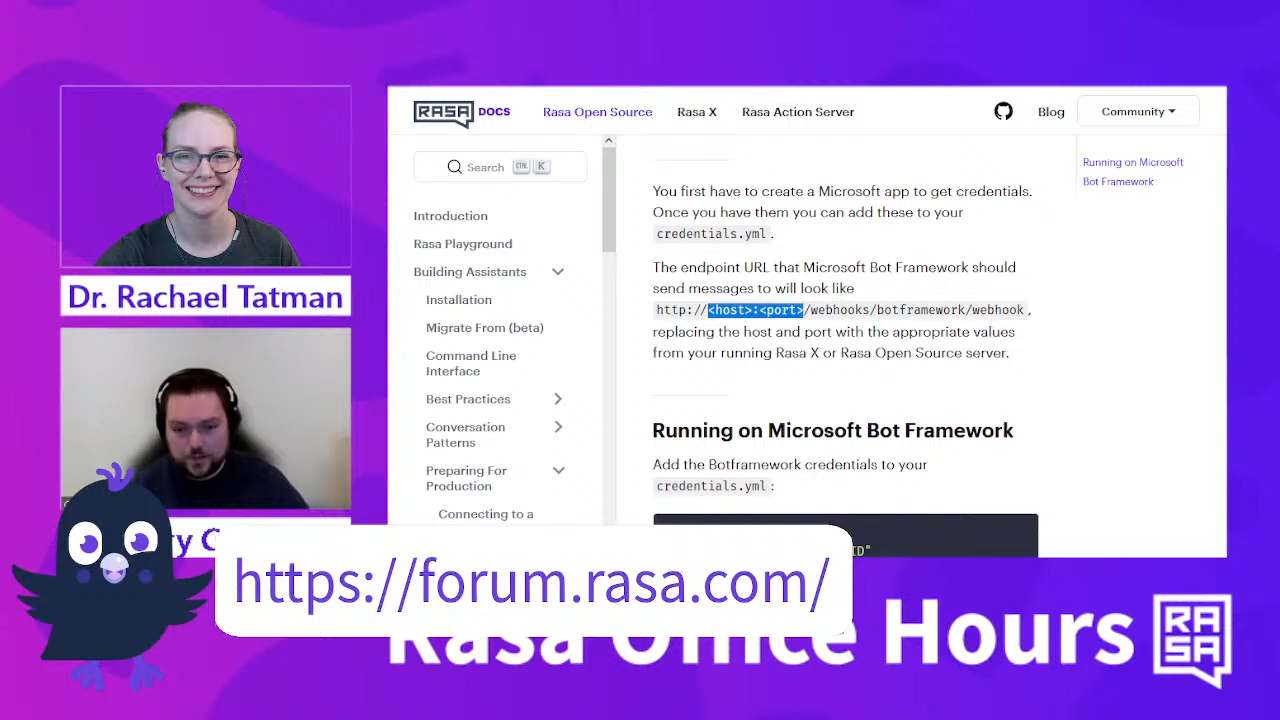 Dr. Rachael Tatman
https://forum.rasa.com/
Rasa Office Hours
RASA
RASA DOCS
Rasa Open Source
Rasa X
Rasa Action Server
Blog
Community
Search CTRL K
Introduction
Rasa Playground
Building Assistants
Installation
Migrate From (beta)
Command Line
Interface
Best Practices
Conversation
Patterns
Preparing For
Production
Connecting to a
You first have to create a Microsoft app to get credentials.
Once you have them you can add these to your
credentials.yml.
The endpoint URL that Microsoft Bot Framework should
send messages to will look like
http://<host>:<port>/webhooks/botframework/webhook,
replacing the host and port with the appropriate values
from your running Rasa X or Rasa Open Source server.
Running on Microsoft Bot Framework
Add the Botframework credentials to your
credentials.yml:
ID"
Running on Microsoft
Bot Framework